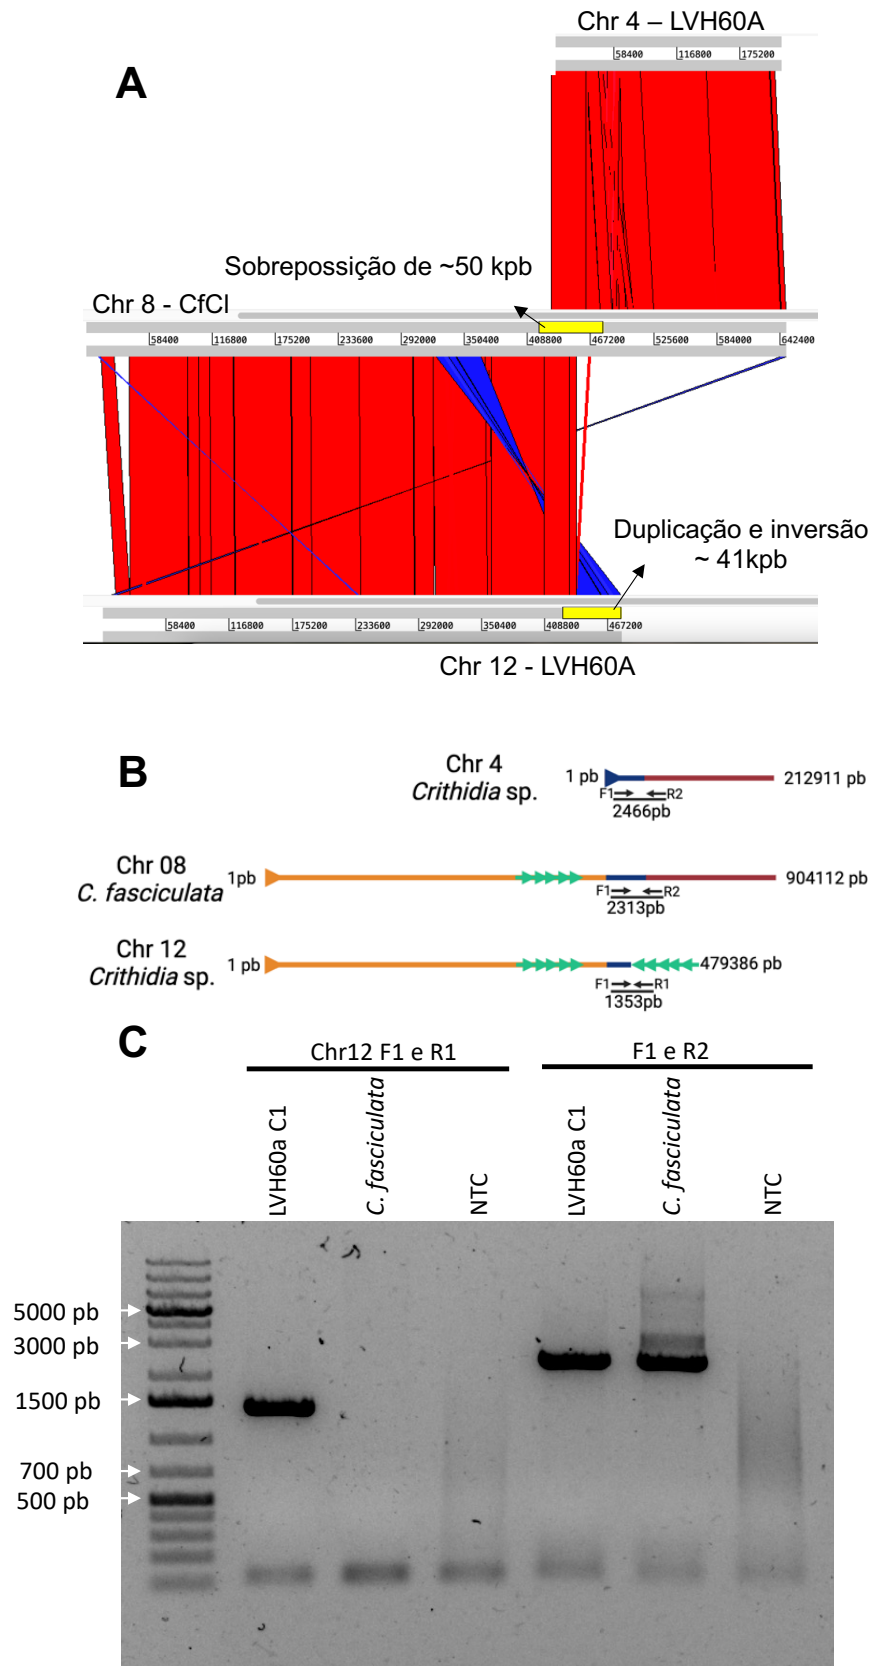 Chr 4 – LVH60A
58400 116800 175200
A
Sobrepossição de ~50 kpb
Chr 8 - CfCl
58400 116800 175200 233600 292000 350400 408800 467200 525600 584000 642400
Duplicação e inversão
~ 41kpb
58400 116800 175200 233600 292000 350400 408800 467200
Chr 12 - LVH60A
B
Chr 4
Crithidia sp.
1 pb
212911 pb
F1 R2
2466pb
Chr 08
C. fasciculata
1pb
904112 pb
F1 R2
2313pb
Chr 12
Crithidia sp.
1 pb
479386 pb
F1 R1
1353pb
C
Chr12 F1 e R1
F1 e R2
LVH60a C1
C. fasciculata
NTC
LVH60a C1
C. fasciculata
NTC
5000 pb
3000 pb
1500 pb
700 pb
500 pb